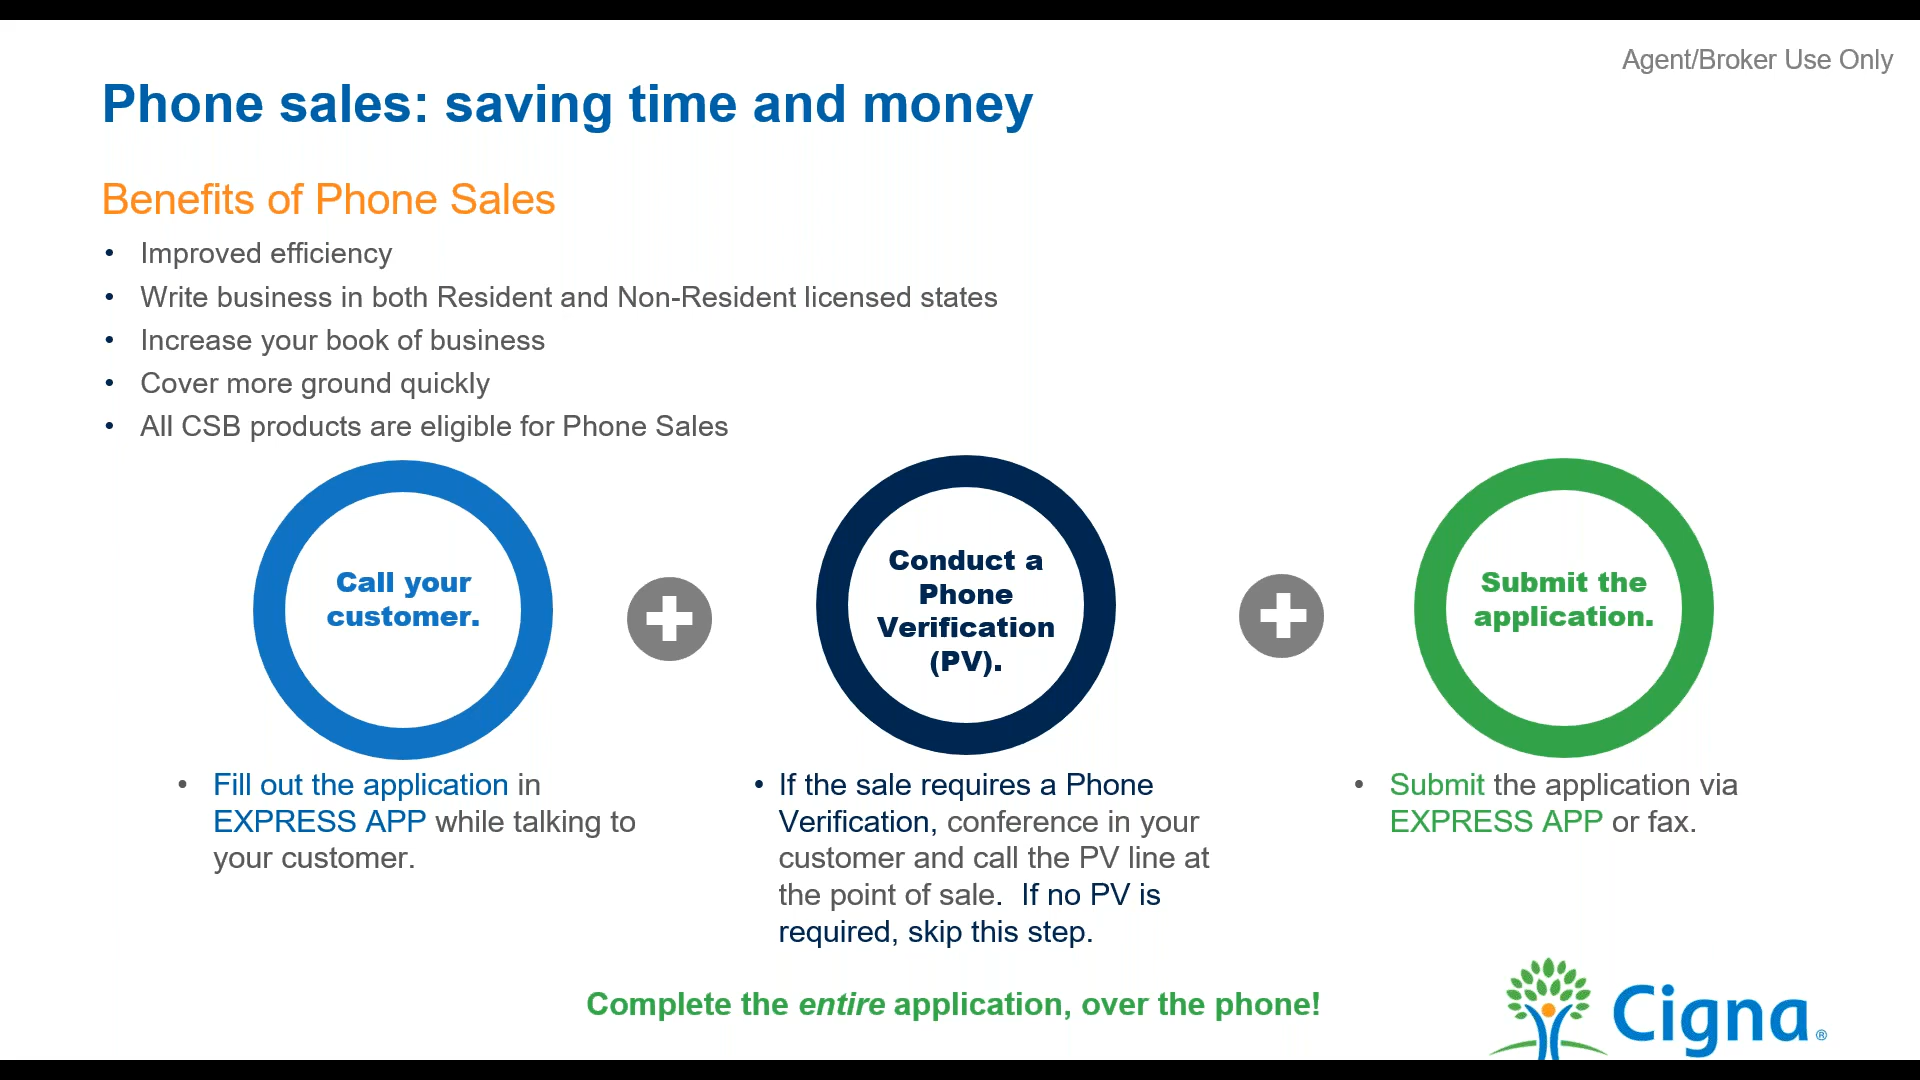 Agent/Broker Use Only
Phone sales: saving time and money
Benefits of Phone Sales
• Improved efficiency
• Write business in both Resident and Non-Resident licensed states
• Increase your book of business
• Cover more ground quickly
• All CSB products are eligible for Phone Sales
Call your
customer.
Conduct a
Phone
Verification
(PV).
Submit the
application.
• Fill out the application in
EXPRESS APP while talking to
your customer.
• If the sale requires a Phone
Verification, conference in your
customer and call the PV line at
the point of sale.  If no PV is
required, skip this step.
• Submit the application via
EXPRESS APP or fax.
Complete the entire application, over the phone!
Cigna®